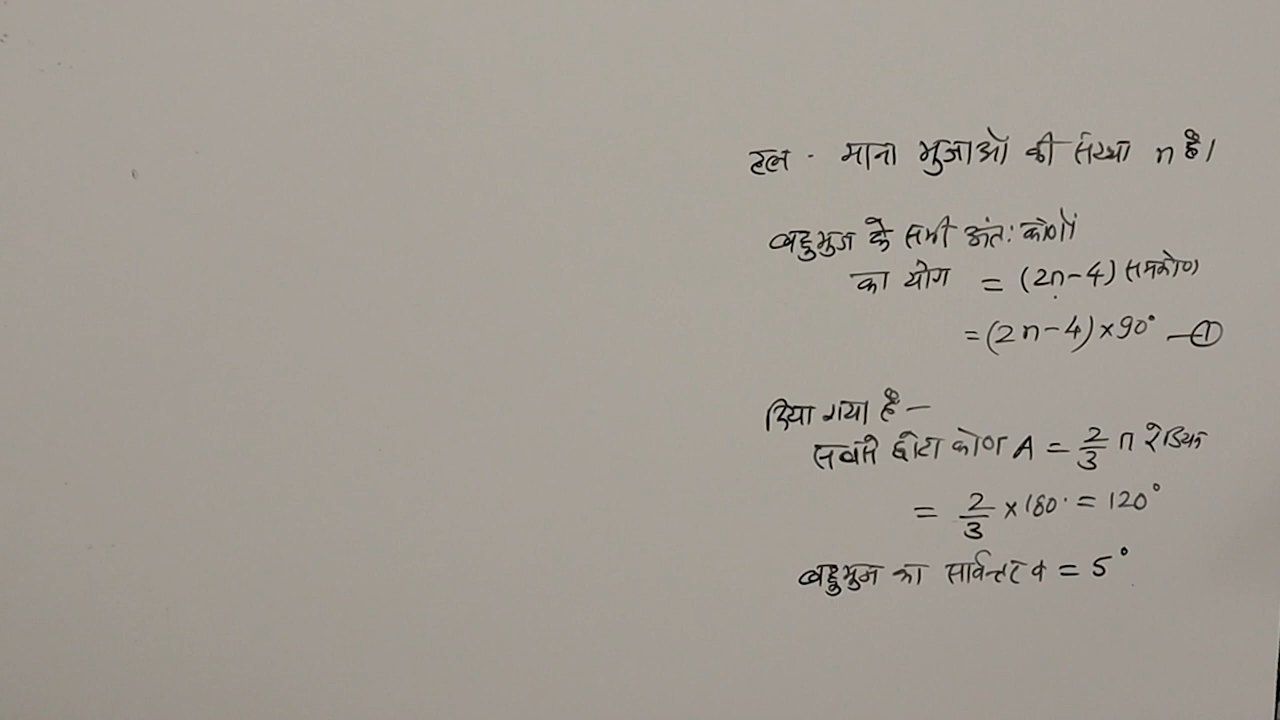 हल - माना भुजाओं की संख्या n है।
बहुभुज के सभी अंत: कोणों
का योग = (2n-4) समकोण
=(2n-4)×90° —①
दिया गया है —
सबसे छोटा कोण A = 2/3 π रेडियन
= 2/3 ×180° = 120°
बहुभुज का सार्वन्तर = 5°